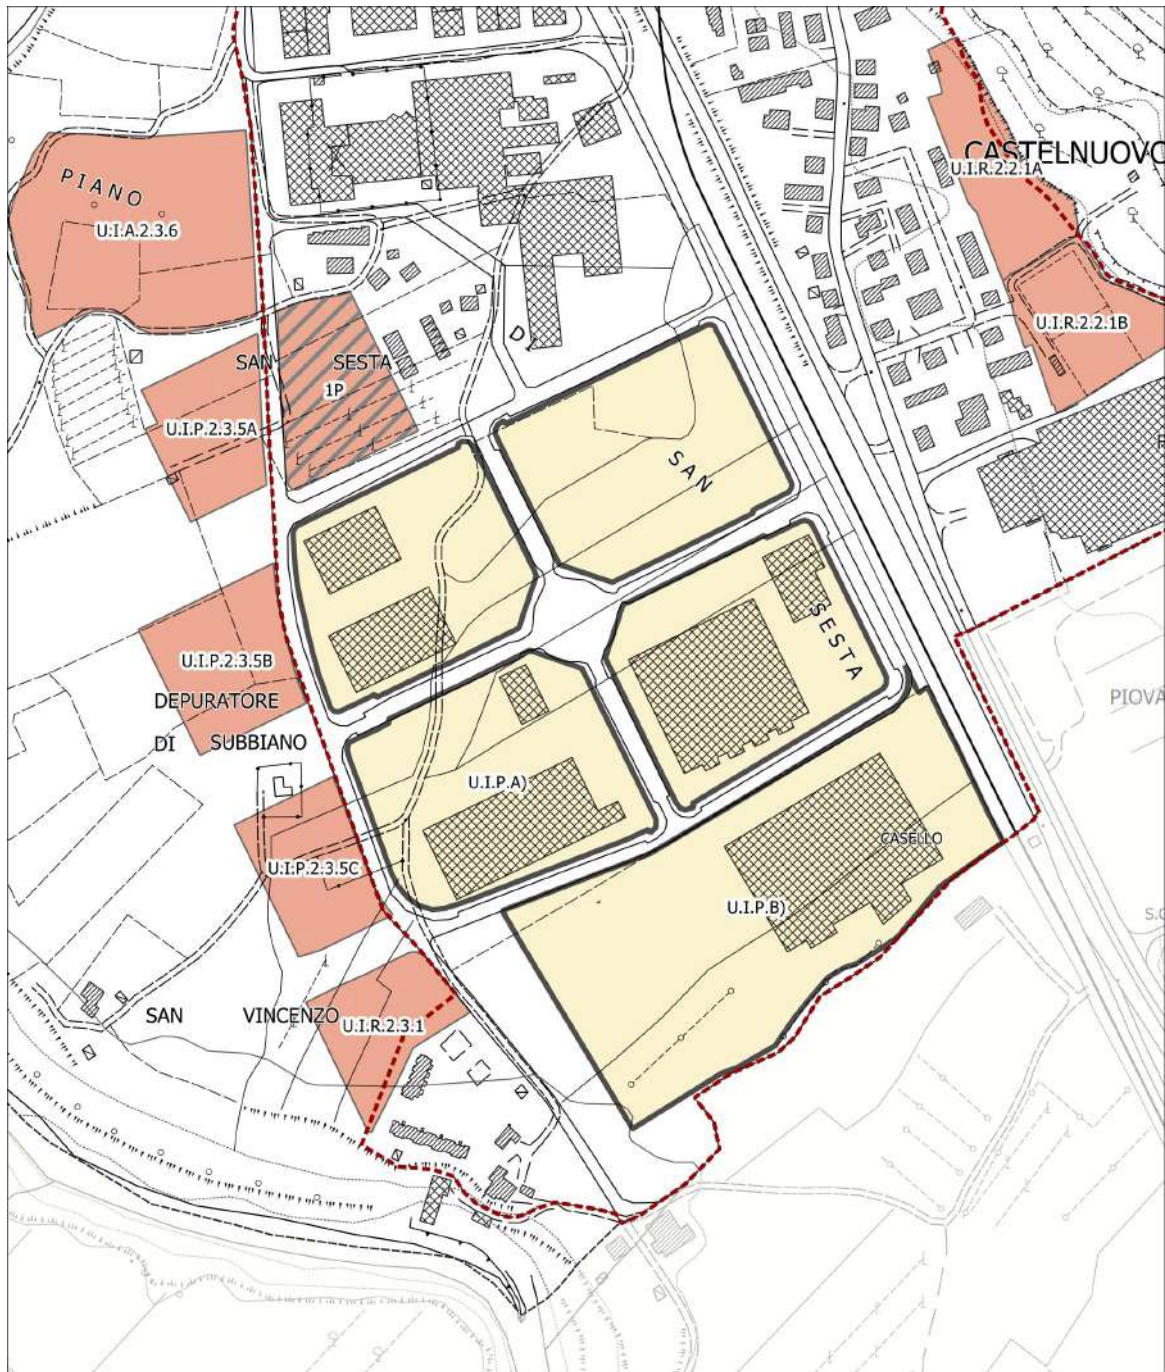 CASTELNUOVO
U.I.R.2.2.1A
PIANO
U.I.A.2.3.6
U.I.R.2.2.1B
SAN SESTA
1P
D
U.I.P.2.3.5A
SAN
SESTA
U.I.P.2.3.5B
DEPURATORE
DI SUBBIANO
PIOVA
U.I.P.A)
CASELLO
U.I.P.2.3.5C
U.I.P.B)
SAN VINCENZO
U.I.R.2.3.1